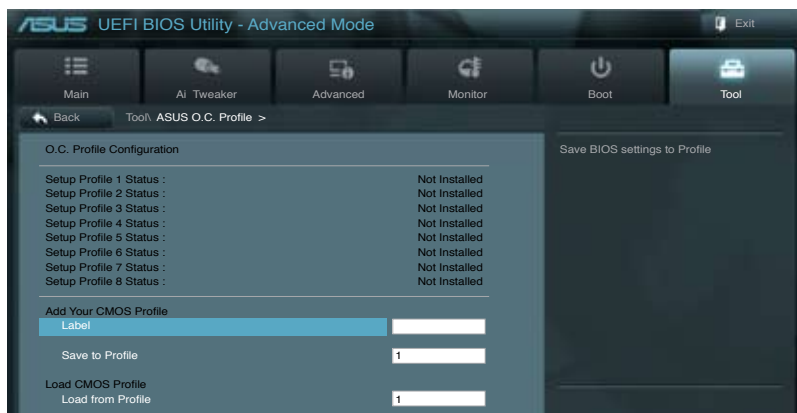 ASUS UEFI BIOS Utility - Advanced Mode
Exit
Main
Ai Tweaker
Advanced
Monitor
Boot
Tool
Back
Tool\ ASUS O.C. Profile >
O.C. Profile Configuration
Save BIOS settings to Profile
Setup Profile 1 Status : Not Installed
Setup Profile 2 Status : Not Installed
Setup Profile 3 Status : Not Installed
Setup Profile 4 Status : Not Installed
Setup Profile 5 Status : Not Installed
Setup Profile 6 Status : Not Installed
Setup Profile 7 Status : Not Installed
Setup Profile 8 Status : Not Installed
Add Your CMOS Profile
Label
Save to Profile 1
Load CMOS Profile
Load from Profile 1